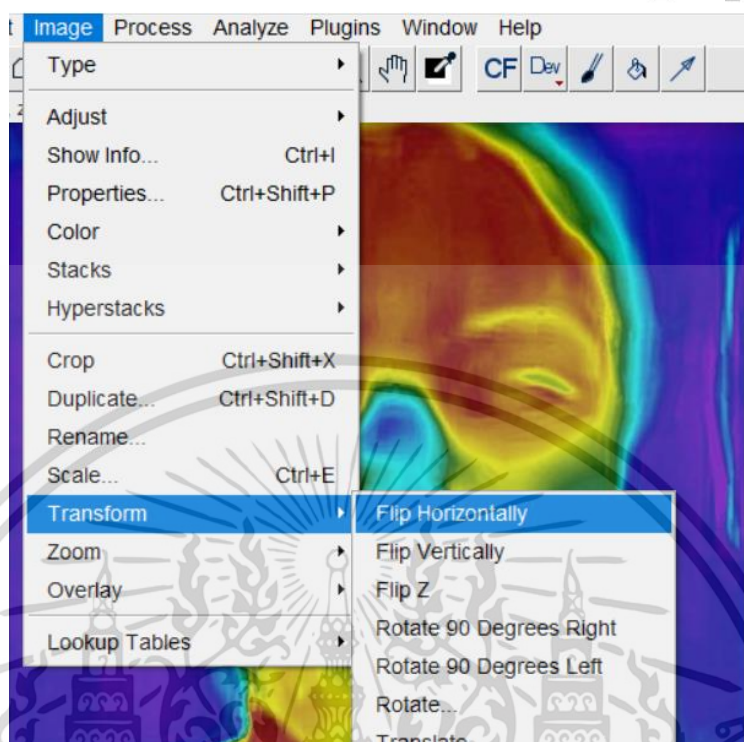 Image Process Analyze Plugins Window Help
CF Dev
Type
Adjust
Show Info... Ctrl+I
Properties... Ctrl+Shift+P
Color
Stacks
Hyperstacks
Crop Ctrl+Shift+X
Duplicate... Ctrl+Shift+D
Rename...
Scale... Ctrl+E
Transform
Flip Horizontally
Zoom
Flip Vertically
Overlay
Flip Z
Lookup Tables
Rotate 90 Degrees Right
Rotate 90 Degrees Left
Rotate...
Translate...